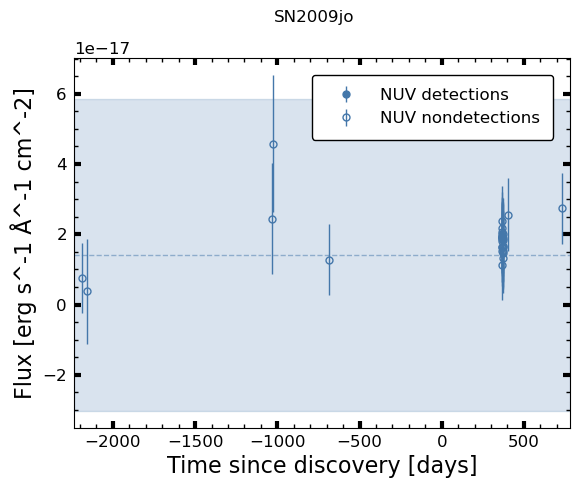 SN2009jo
1e−17
NUV detections
NUV nondetections
6
4
2
0
−2
Flux [erg s^-1 Å^-1 cm^-2]
−2000 −1500 −1000 −500 0 500
Time since discovery [days]